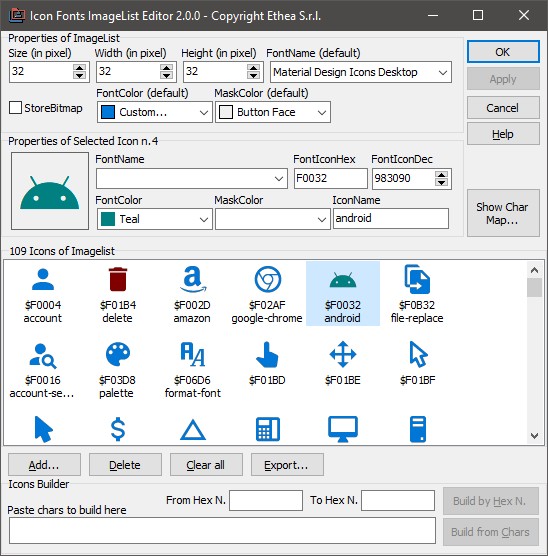 Icon Fonts ImageList Editor 2.0.0 - Copyright Ethea S.r.l.
Properties of ImageList
Size (in pixel) Width (in pixel) Height (in pixel) FontName (default)
32 32 32 Material Design Icons Desktop
OK
Apply
StoreBitmap
FontColor (default) MaskColor (default)
Custom... Button Face
Cancel
Help
Properties of Selected Icon n.4
FontName FontIconHex FontIconDec
F0032 983090
FontColor MaskColor IconName
Teal android
Show Char
Map...
109 Icons of Imagelist
$F0004 $F01B4 $F002D $F02AF $F0032 $F0B32
account delete amazon google-chrome android file-replace
$F0016 $F03D8 $F06D6 $F01BD $F01BE $F01BF
account-se... palette format-font
Add... Delete Clear all Export...
Icons Builder
From Hex N. To Hex N. Build by Hex N.
Paste chars to build here
Build from Chars